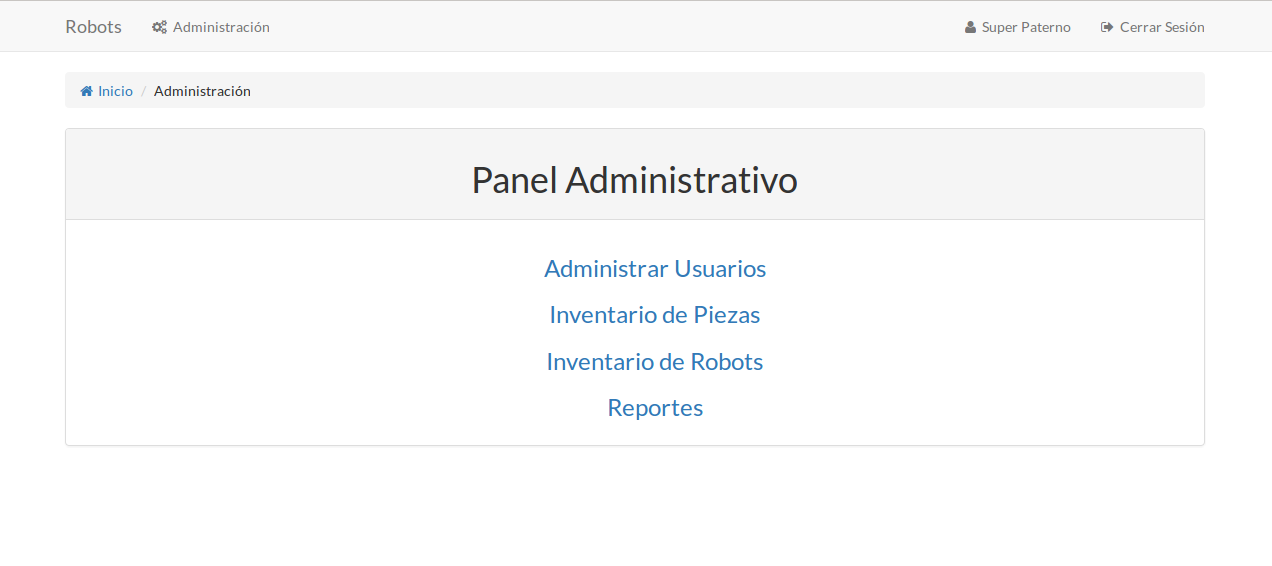 Robots Administración Super Paterno Cerrar Sesión
Inicio / Administración
Panel Administrativo
Administrar Usuarios
Inventario de Piezas
Inventario de Robots
Reportes